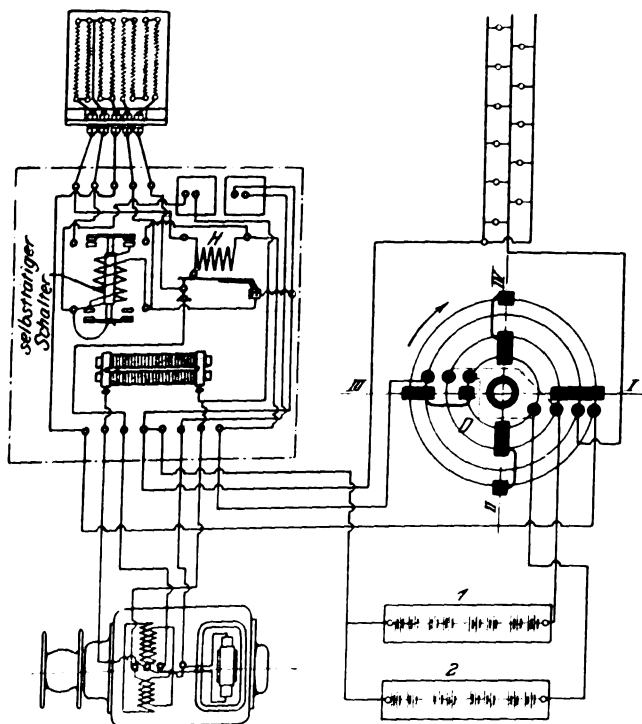 selbsttätiger
Schalter
H
IV
III
I
D
II
1
2